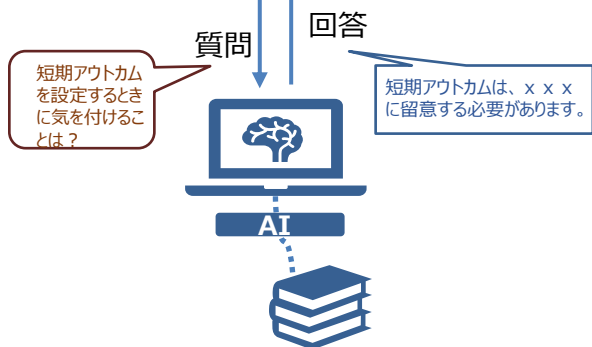 質問
回答
短期アウトカム
を設定するとき
に気を付けるこ
とは？
短期アウトカムは、ｘｘｘ
に留意する必要があります。
AI